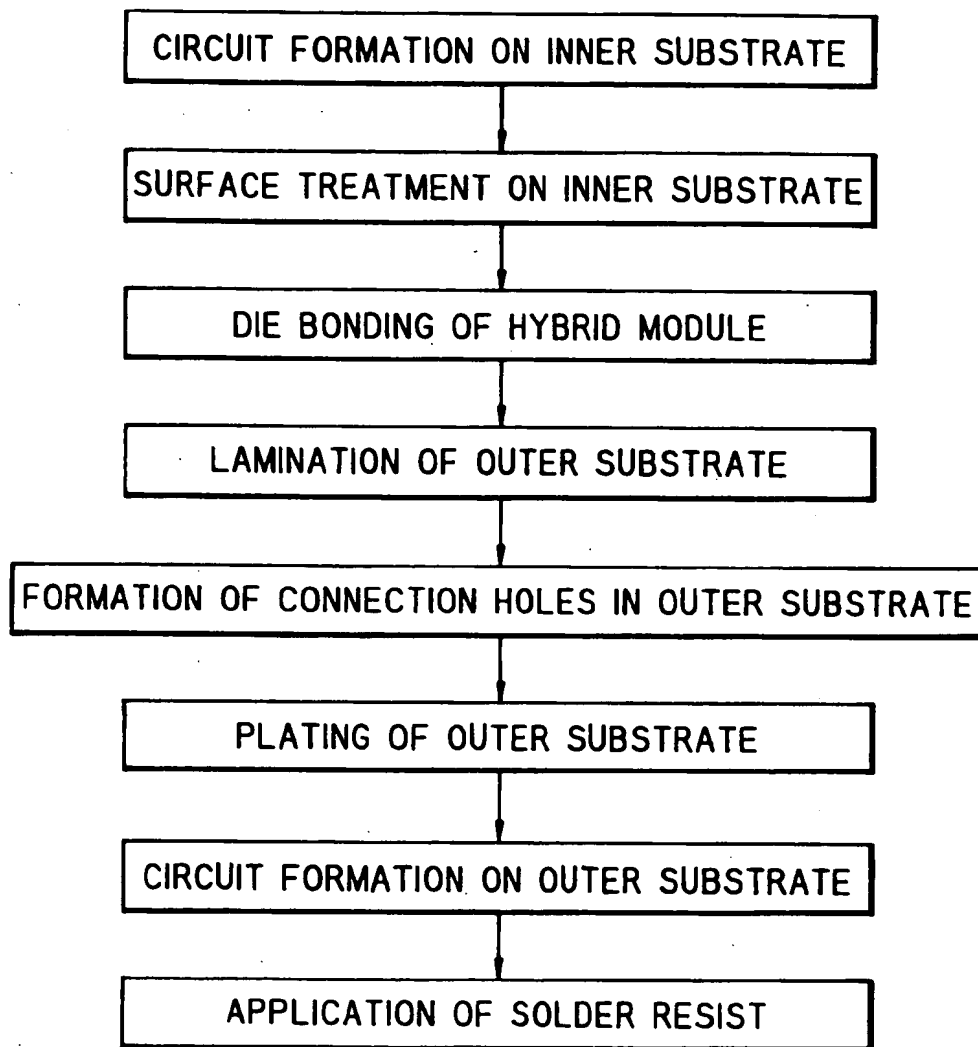 CIRCUIT FORMATION ON INNER SUBSTRATE
SURFACE TREATMENT ON INNER SUBSTRATE
DIE BONDING OF HYBRID MODULE
LAMINATION OF OUTER SUBSTRATE
FORMATION OF CONNECTION HOLES IN OUTER SUBSTRATE
PLATING OF OUTER SUBSTRATE
CIRCUIT FORMATION ON OUTER SUBSTRATE
APPLICATION OF SOLDER RESIST